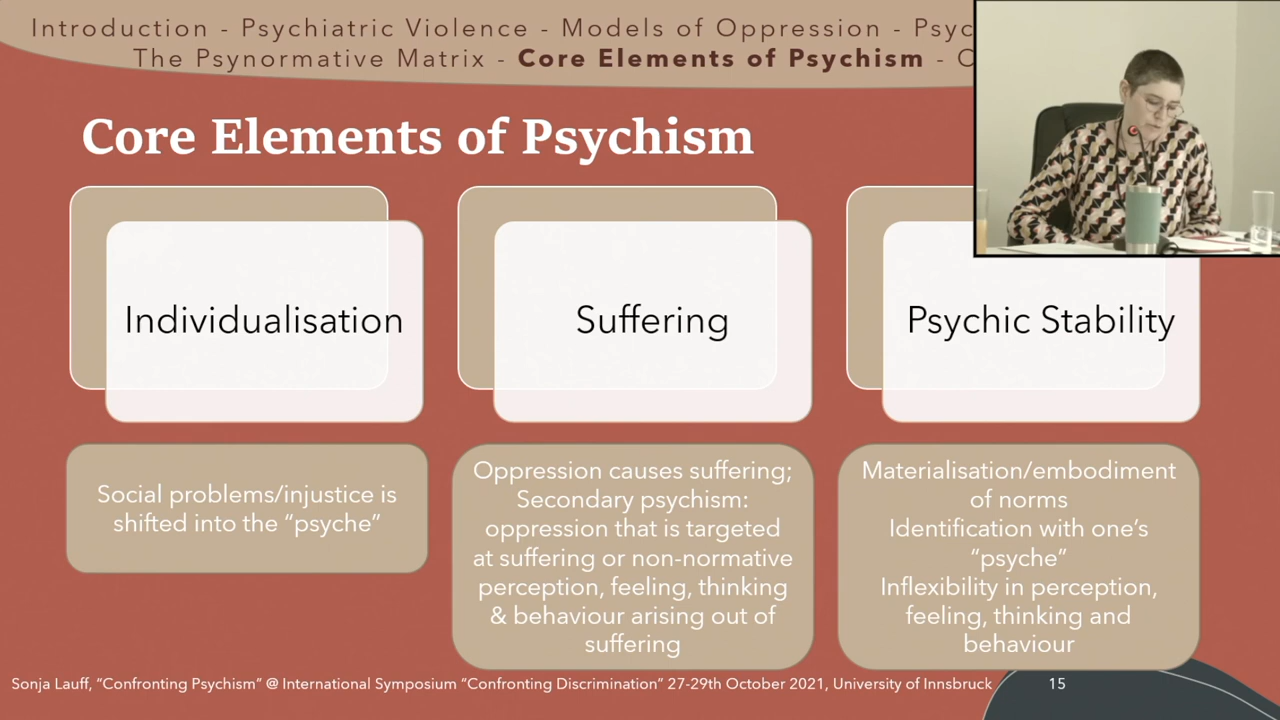 Introduction - Psychiatric Violence - Models of Oppression -
The Psynormative Matrix - Core Elements of Psychism -
Core Elements of Psychism
Individualisation
Suffering
Psychic Stability
Social problems/injustice is
shifted into the “psyche”
Oppression causes suffering;
Secondary psychism:
oppression that is targeted
at suffering or non-normative
perception, feeling, thinking
& behaviour arising out of
suffering
Materialisation/embodiment
of norms
Identification with one’s
“psyche”
Inflexibility in perception,
feeling, thinking and
behaviour
Sonja Lauff, “Confronting Psychism” @ International Symposium “Confronting Discrimination” 27-29th October 2021, University of Innsbruck
15